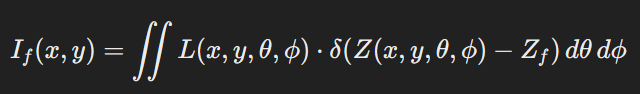 I_f(x, y) = ∬ L(x, y, θ, ϕ) · δ(Z(x, y, θ, ϕ) − Z_f) dθ dϕ